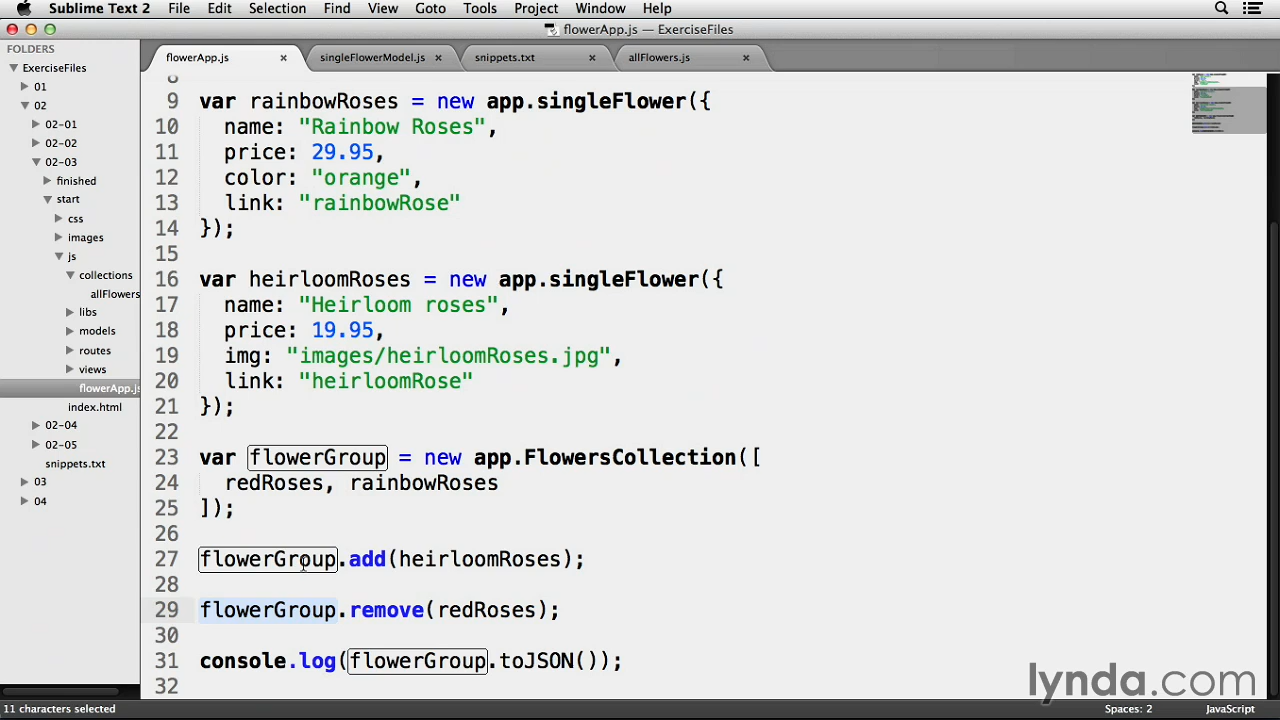 Sublime Text 2 File Edit Selection Find View Goto Tools Project Window Help
flowerApp.js — ExerciseFiles
FOLDERS
ExerciseFiles
01
02
02-01
02-02
02-03
finished
start
css
images
js
collections
allFlowers
libs
models
routes
views
flowerApp.js
index.html
02-04
02-05
snippets.txt
03
04
flowerApp.js singleFlowerModel.js snippets.txt allFlowers.js
8
9 var rainbowRoses = new app.singleFlower({
10 name: "Rainbow Roses",
11 price: 29.95,
12 color: "orange",
13 link: "rainbowRose"
14 });
15
16 var heirloomRoses = new app.singleFlower({
17 name: "Heirloom roses",
18 price: 19.95,
19 img: "images/heirloomRoses.jpg",
20 link: "heirloomRose"
21 });
22
23 var flowerGroup = new app.FlowersCollection([
24 redRoses, rainbowRoses
25 ]);
26
27 flowerGroup.add(heirloomRoses);
28
29 flowerGroup.remove(redRoses);
30
31 console.log(flowerGroup.toJSON());
32
lynda.com
11 characters selected Spaces: 2 JavaScript